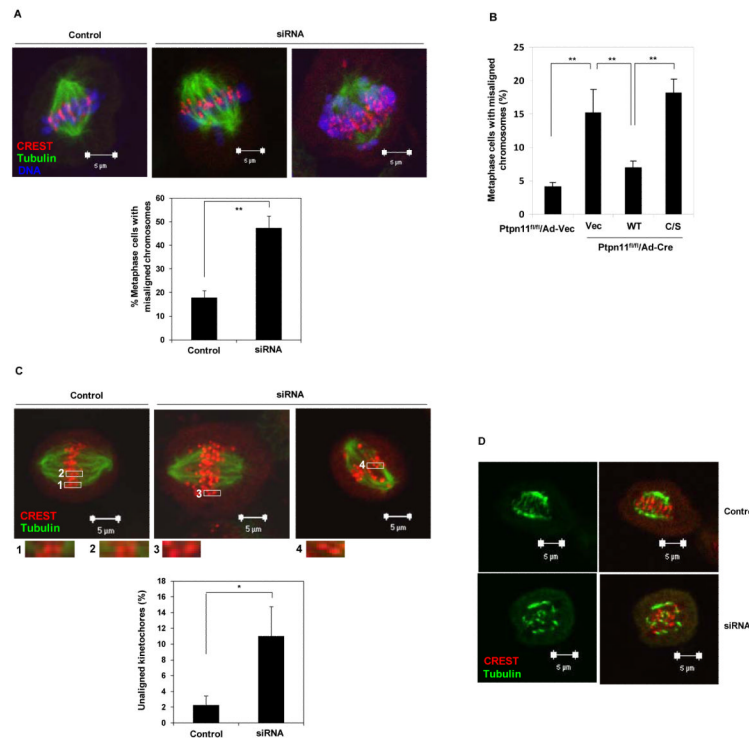 A
Control
siRNA
CREST
Tubulin
DNA
5 µm
5 µm
5 µm
% Metaphase cells with
misaligned chromosomes
60
50
40
30
20
10
0
**
Control
siRNA
B
Metaphase cells with misaligned
chromosomes (%)
25
20
15
10
5
0
**
**
**
Ptpn11fl/fl/Ad-Vec
Vec
WT
C/S
Ptpn11fl/fl/Ad-Cre
C
Control
siRNA
2
1
3
4
CREST
Tubulin
5 µm
5 µm
5 µm
1
2
3
4
Unaligned kinetochores (%)
18
16
14
12
10
8
6
4
2
0
*
Control
siRNA
D
Control
5 µm
5 µm
siRNA
CREST
Tubulin
5 µm
5 µm